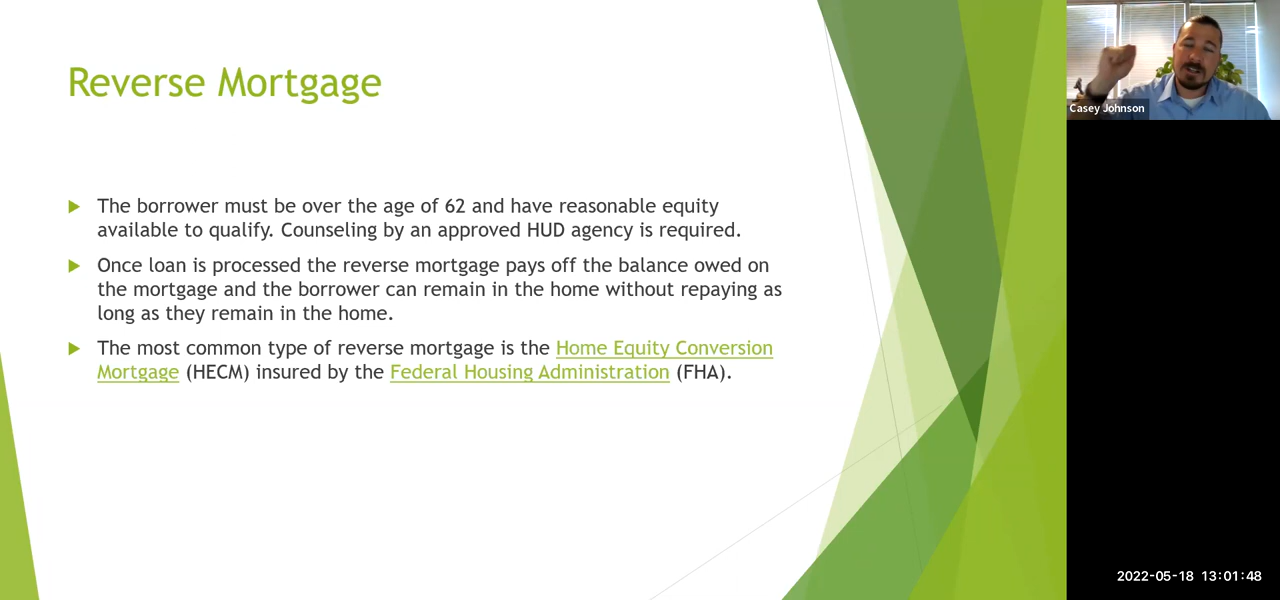 Reverse Mortgage
The borrower must be over the age of 62 and have reasonable equity
available to qualify. Counseling by an approved HUD agency is required.
Once loan is processed the reverse mortgage pays off the balance owed on
the mortgage and the borrower can remain in the home without repaying as
long as they remain in the home.
The most common type of reverse mortgage is the Home Equity Conversion
Mortgage (HECM) insured by the Federal Housing Administration (FHA).
Casey Johnson
2022-05-18 13:01:48